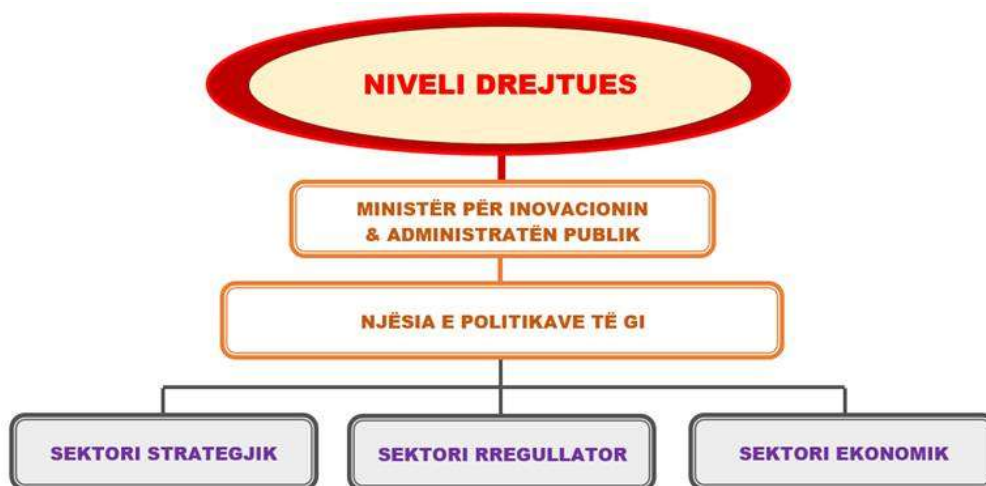 NIVELI DREJTUES
MINISTËR PËR INOVACIONIN
& ADMINISTRATËN PUBLIK
NJËSIA E POLITIKAVE TË GI
SEKTORI STRATEGJIK
SEKTORI RREGULLATOR
SEKTORI EKONOMIK